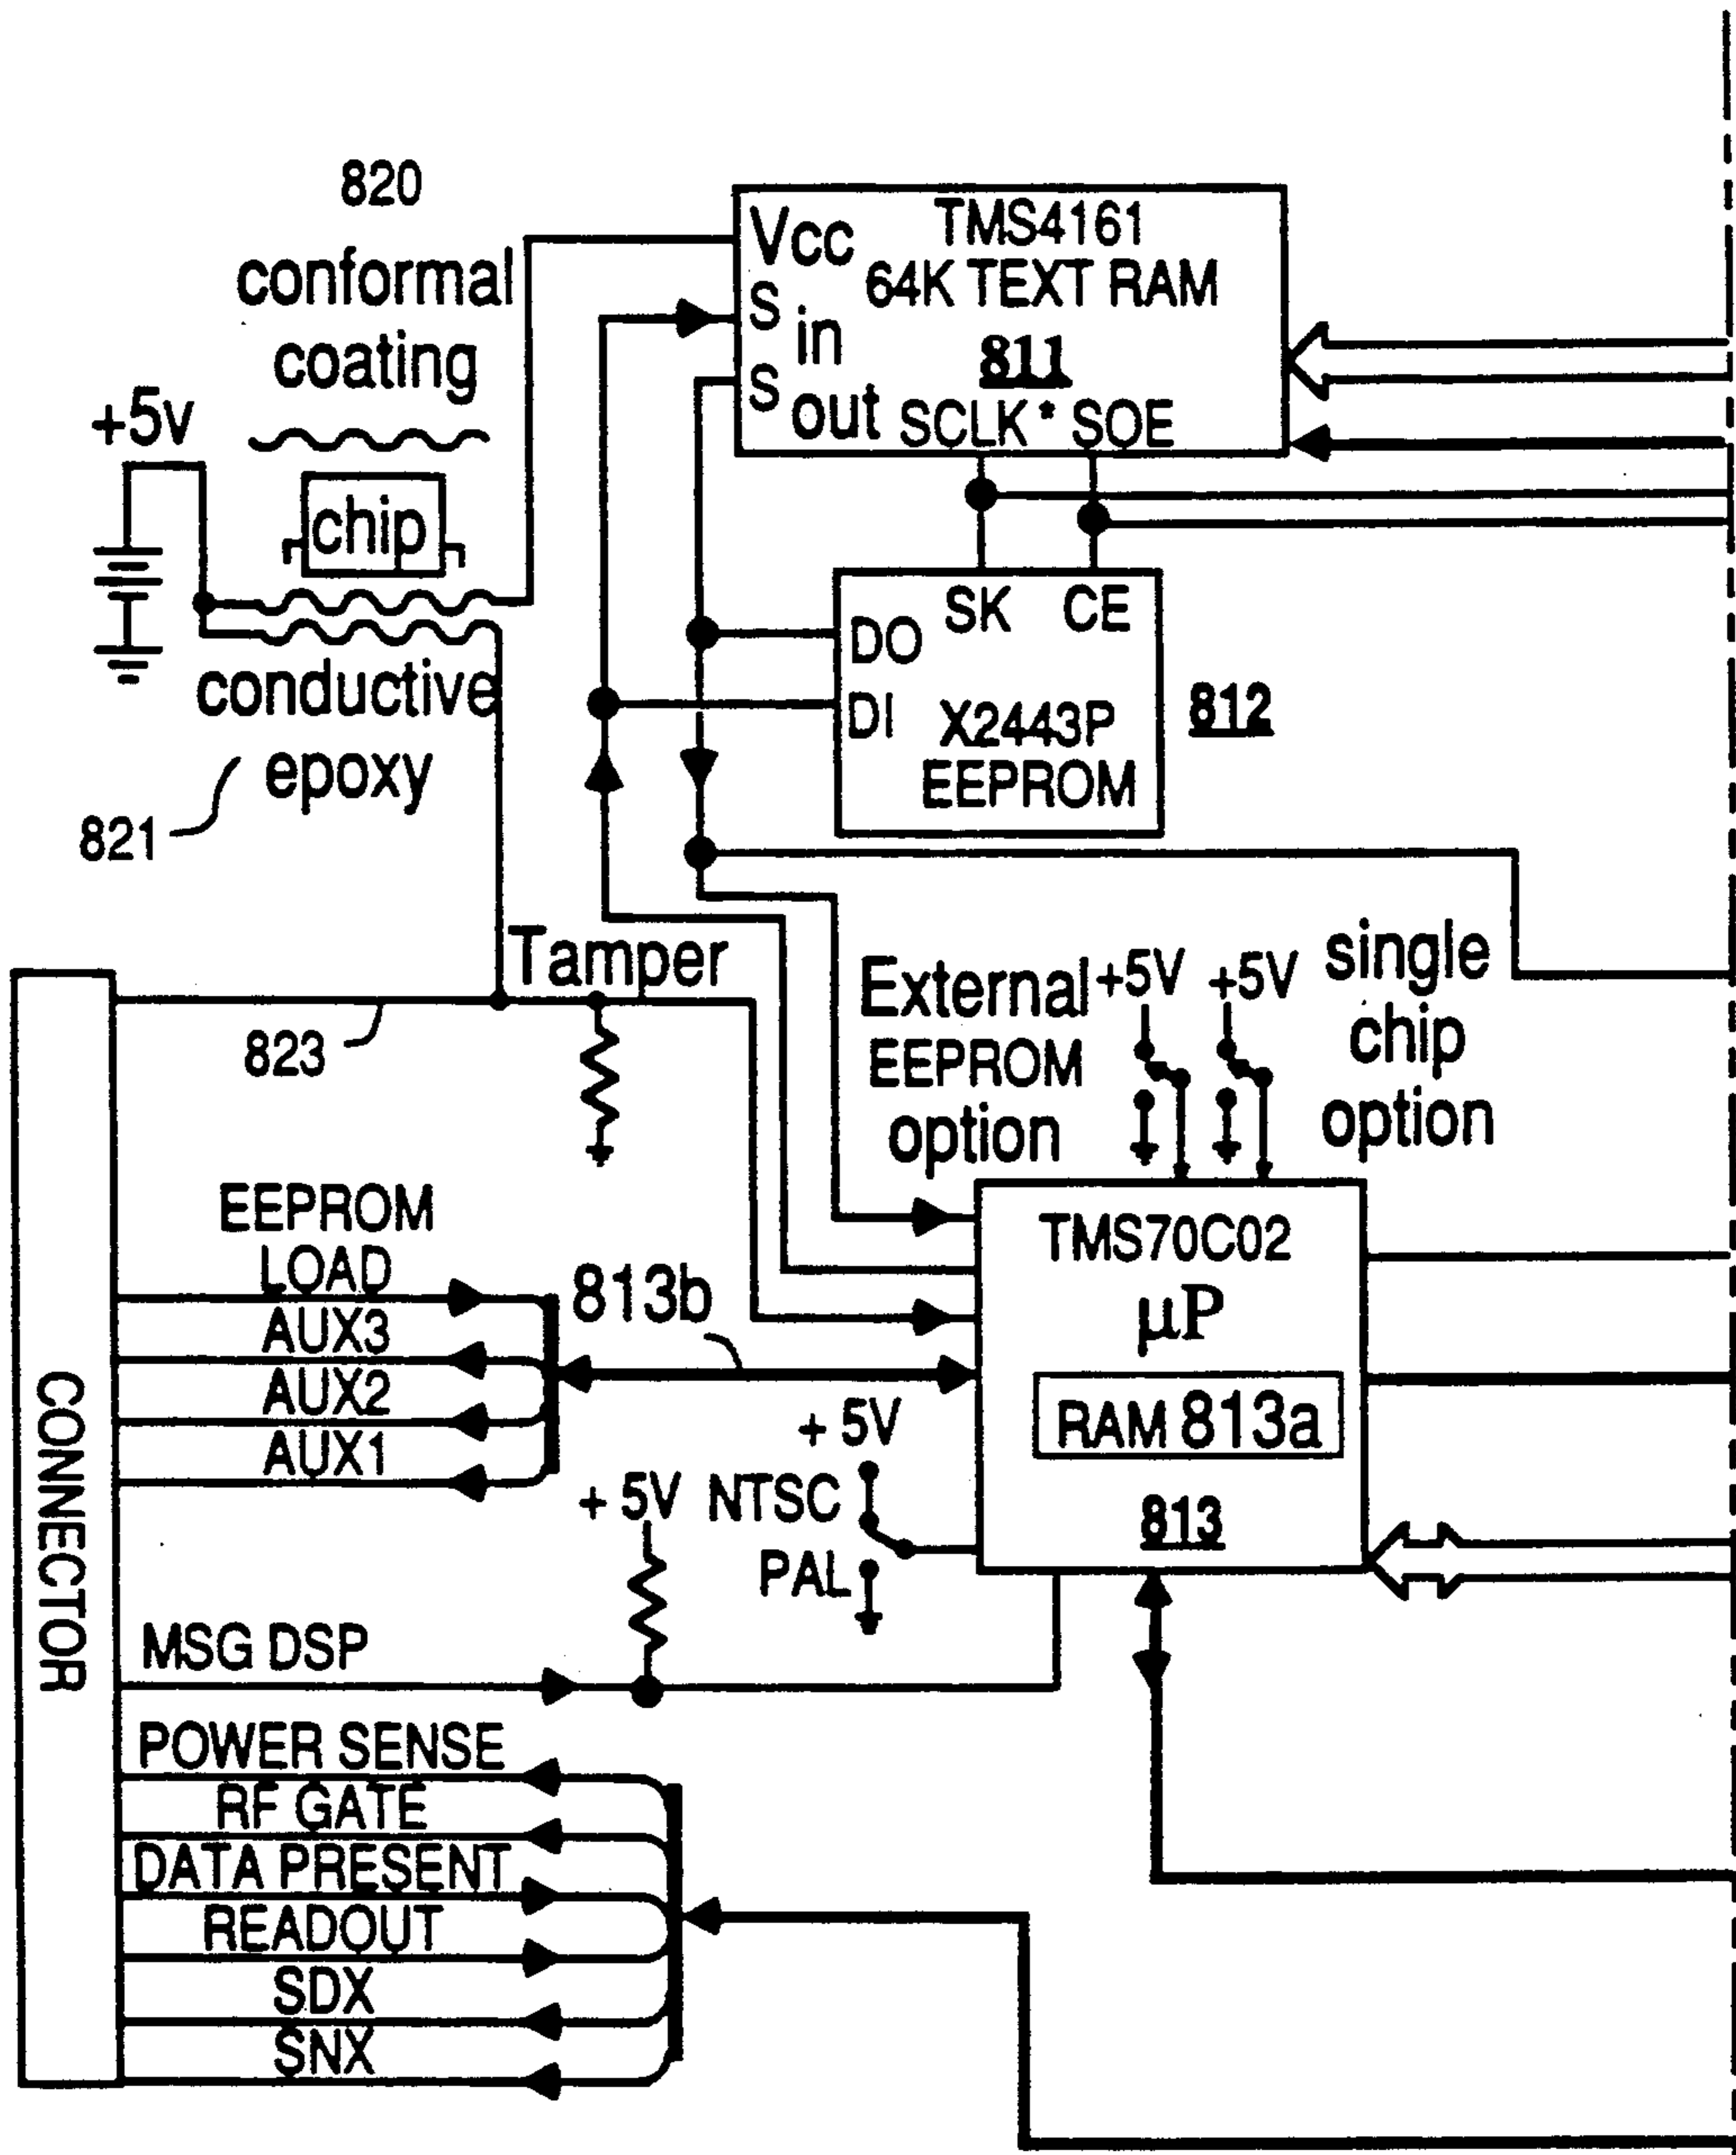 820
conformal
coating
+5v
chip
conductive
epoxy
821
Vcc
TMS4161
64K TEXT RAM
S in
811
S out
SCLK * SOE
SK CE
DO
DI
X2443P
EEPROM
812
Tamper
823
External
EEPROM
option
+5V
+5V
single
chip
option
CONNECTOR
EEPROM
LOAD
AUX3
AUX2
AUX1
813b
TMS70C02
μP
RAM 813a
813
+ 5V
NTSC
PAL
+ 5V
MSG DSP
POWER SENSE
RF GATE
DATA PRESENT
READOUT
SDX
SNX